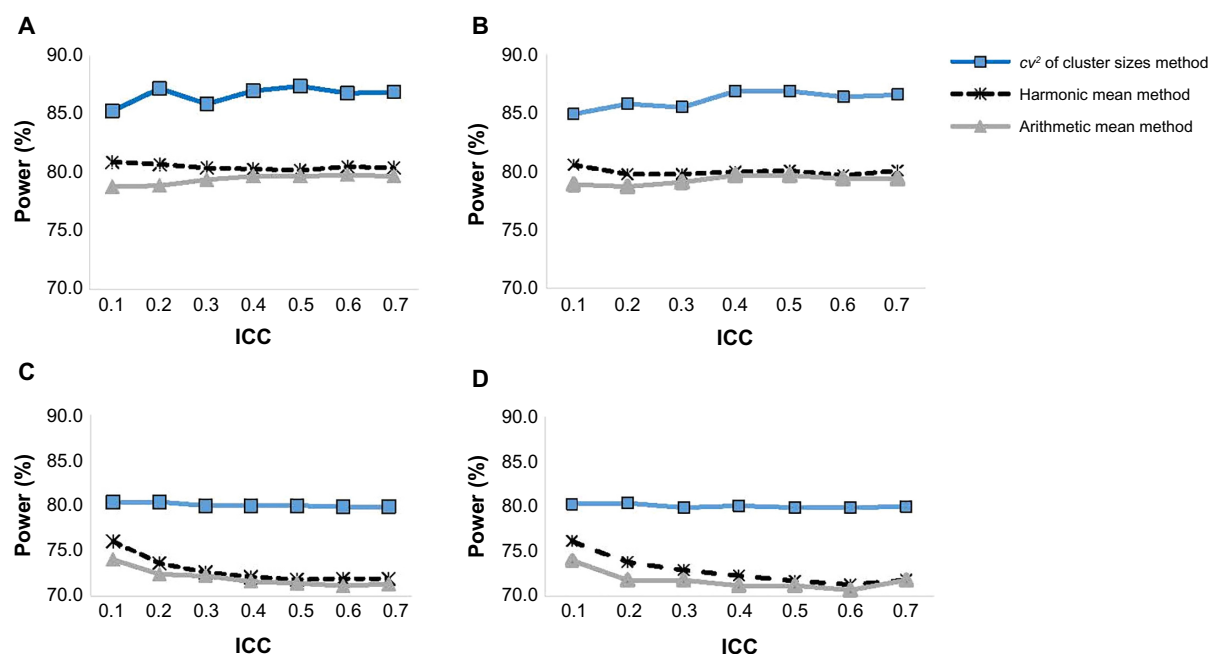 A
90.0
85.0
80.0
75.0
70.0
Power (%)
0.1 0.2 0.3 0.4 0.5 0.6 0.7
ICC
B
90.0
85.0
80.0
75.0
70.0
Power (%)
0.1 0.2 0.3 0.4 0.5 0.6 0.7
ICC
cv² of cluster sizes method
Harmonic mean method
Arithmetic mean method
C
90.0
85.0
80.0
75.0
70.0
Power (%)
0.1 0.2 0.3 0.4 0.5 0.6 0.7
ICC
D
90.0
85.0
80.0
75.0
70.0
Power (%)
0.1 0.2 0.3 0.4 0.5 0.6 0.7
ICC